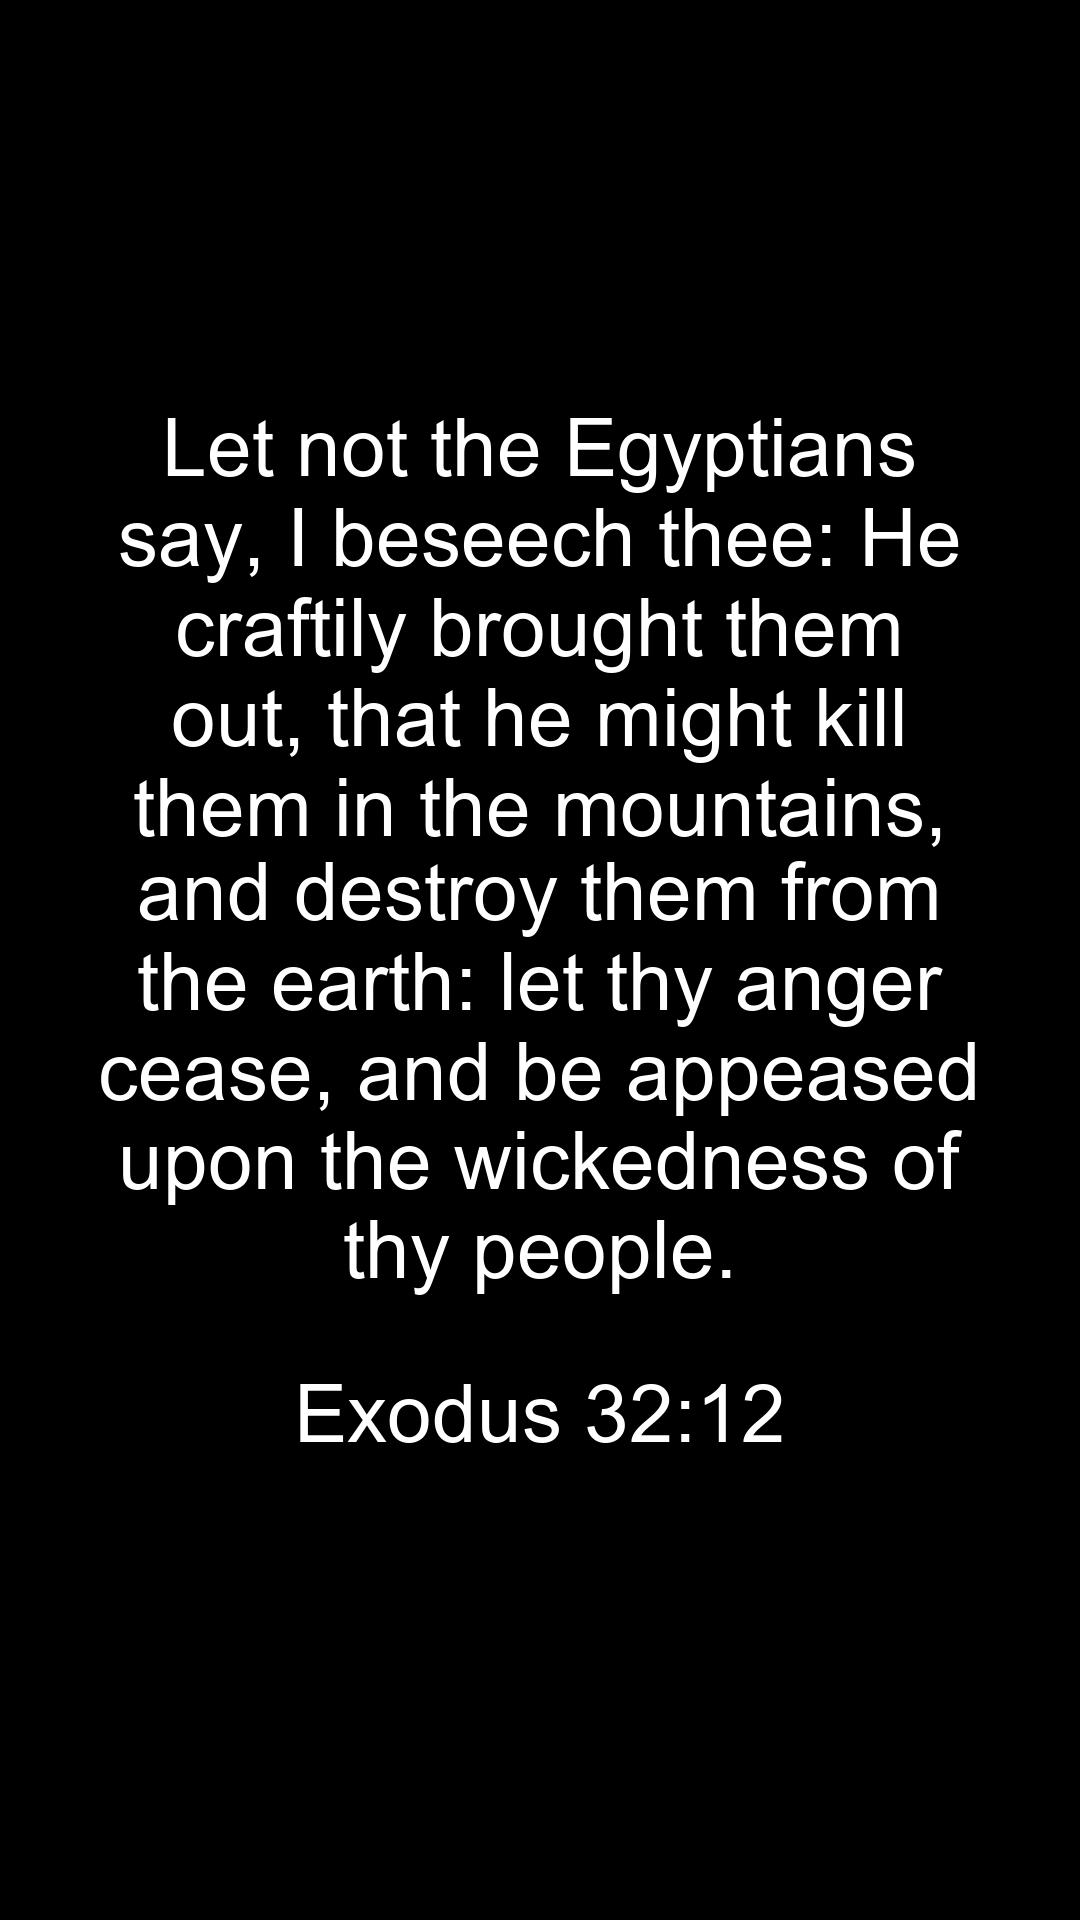 Let not the Egyptians
say, I beseech thee: He
craftily brought them
out, that he might kill
them in the mountains,
and destroy them from
the earth: let thy anger
cease, and be appeased
upon the wickedness of
thy people.
Exodus 32:12